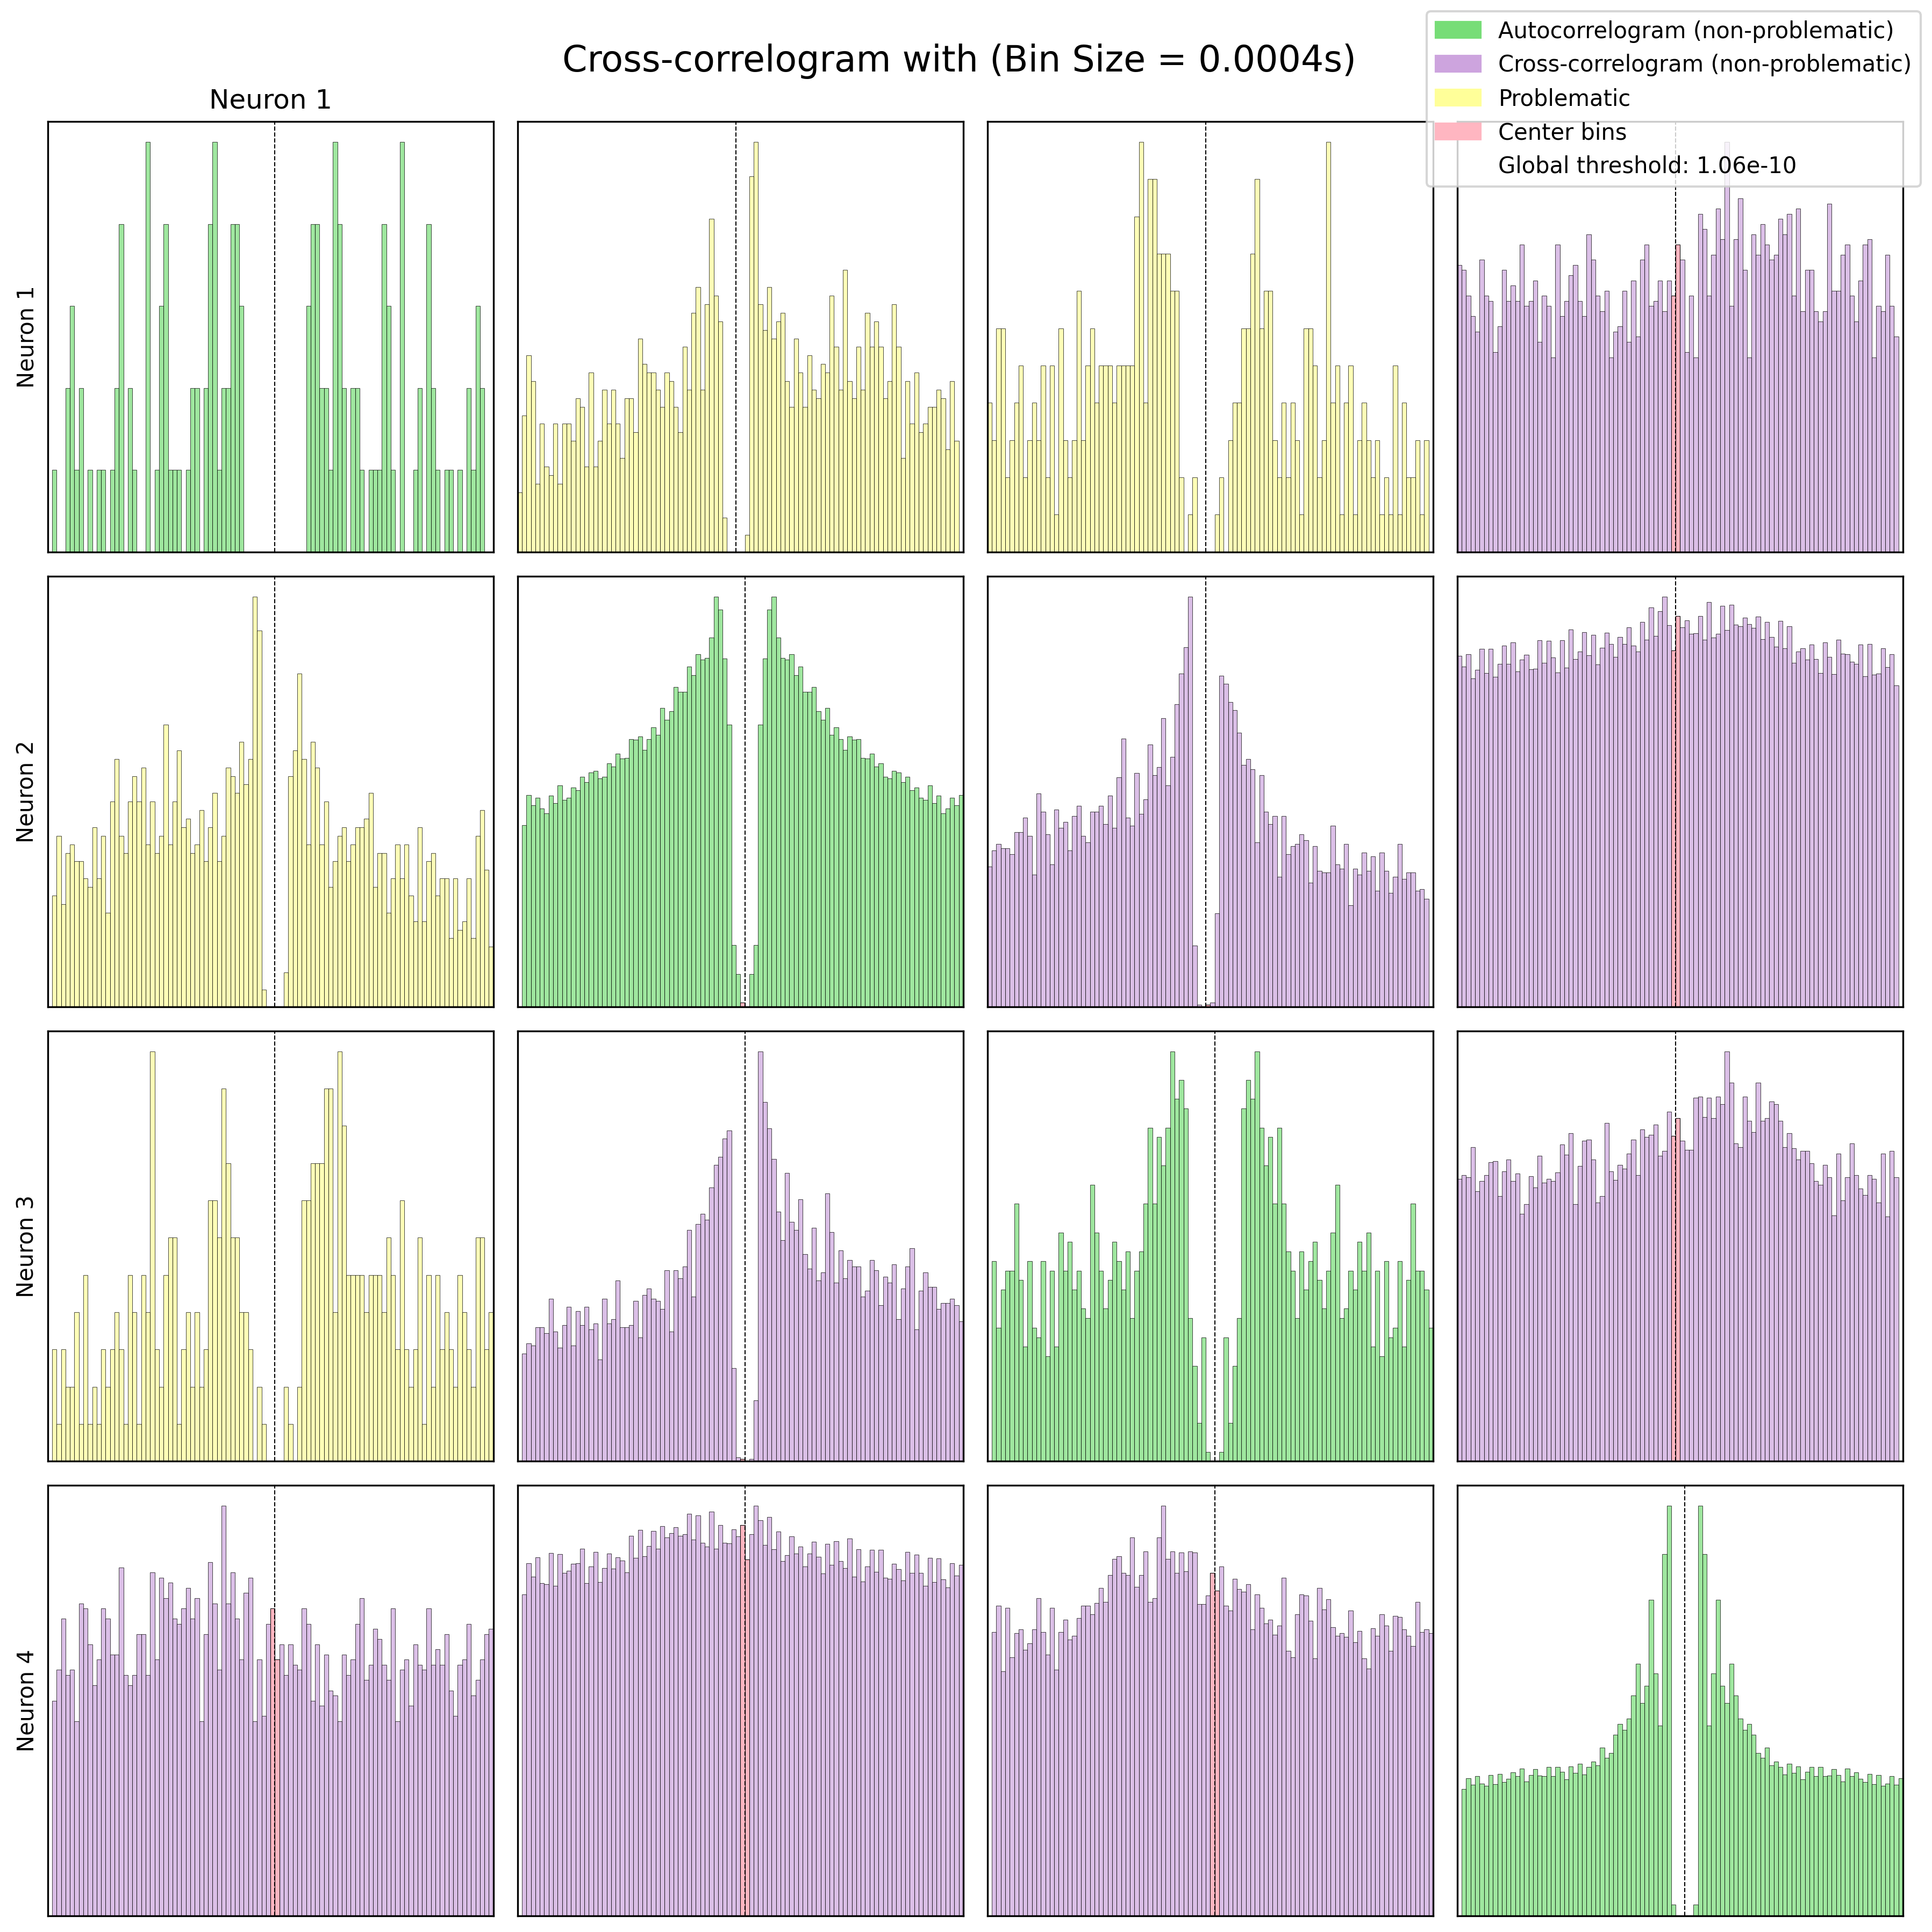 Cross-correlogram with (Bin Size = 0.0004s)
Autocorrelogram (non-problematic)
Cross-correlogram (non-problematic)
Problematic
Center bins
Global threshold: 1.06e-10
Neuron 1
Neuron 1
Neuron 2
Neuron 3
Neuron 4